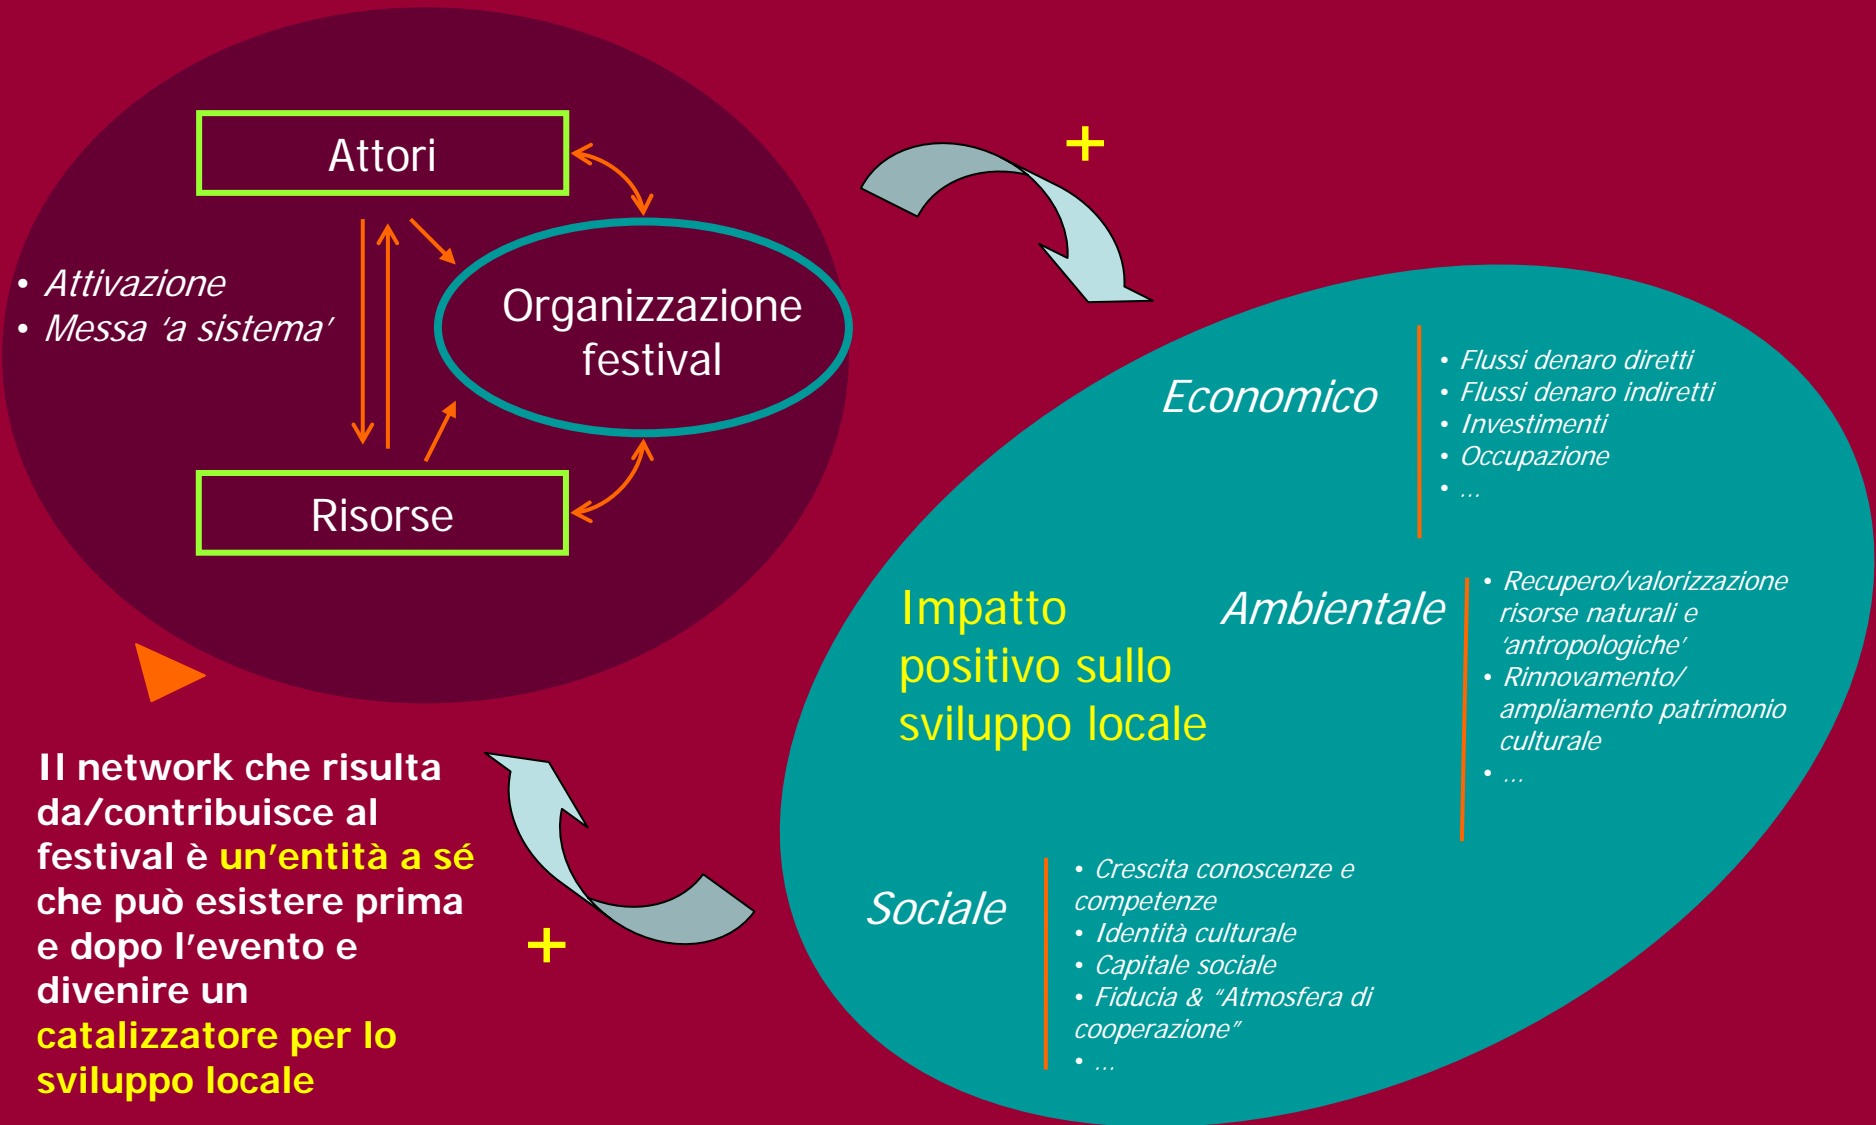 Attori
• Attivazione
• Messa ‘a sistema’
Organizzazione
festival
Risorse
+
Economico
• Flussi denaro diretti
• Flussi denaro indiretti
• Investimenti
• Occupazione
• ...
Impatto
positivo sullo
sviluppo locale
Ambientale
• Recupero/valorizzazione
risorse naturali e
‘antropologiche’
• Rinnovamento/
ampliamento patrimonio
culturale
• ...
Sociale
• Crescita conoscenze e
competenze
• Identità culturale
• Capitale sociale
• Fiducia & “Atmosfera di
cooperazione”
• ...
+
Il network che risulta
da/contribuisce al
festival è un’entità a sé
che può esistere prima
e dopo l’evento e
divenire un
catalizzatore per lo
sviluppo locale